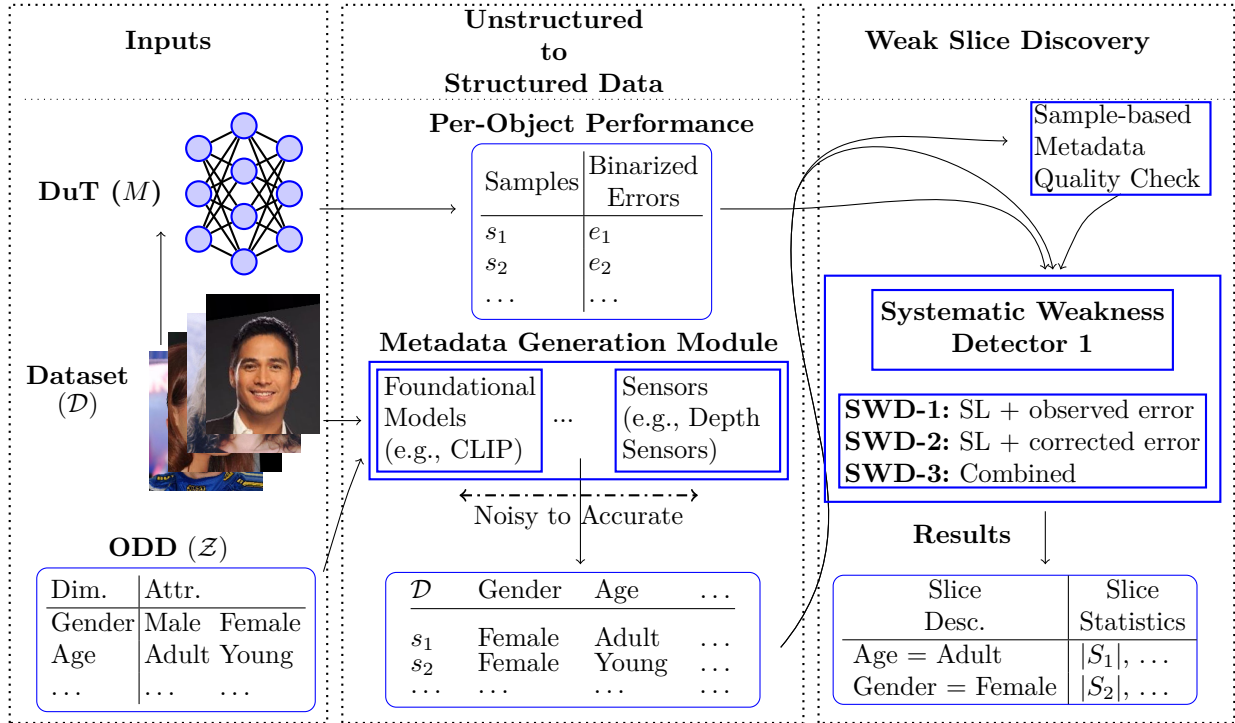 Inputs
DuT (M)
Dataset
(𝒟)
ODD (𝒵)
Dim. Attr.
Gender Male Female
Age Adult Young
... ... ...
Unstructured
to
Structured Data
Per-Object Performance
Samples Binarized
Errors
s₁ e₁
s₂ e₂
... ...
Metadata Generation Module
Foundational
Models
(e.g., CLIP)
...
Sensors
(e.g., Depth
Sensors)
Noisy to Accurate
𝒟 Gender Age ...
s₁ Female Adult ...
s₂ Female Young ...
... ... ... ...
Weak Slice Discovery
Sample-based
Metadata
Quality Check
Systematic Weakness
Detector 1
SWD-1: SL + observed error
SWD-2: SL + corrected error
SWD-3: Combined
Results
Slice Slice
Desc. Statistics
Age = Adult |S₁|, ...
Gender = Female |S₂|, ...